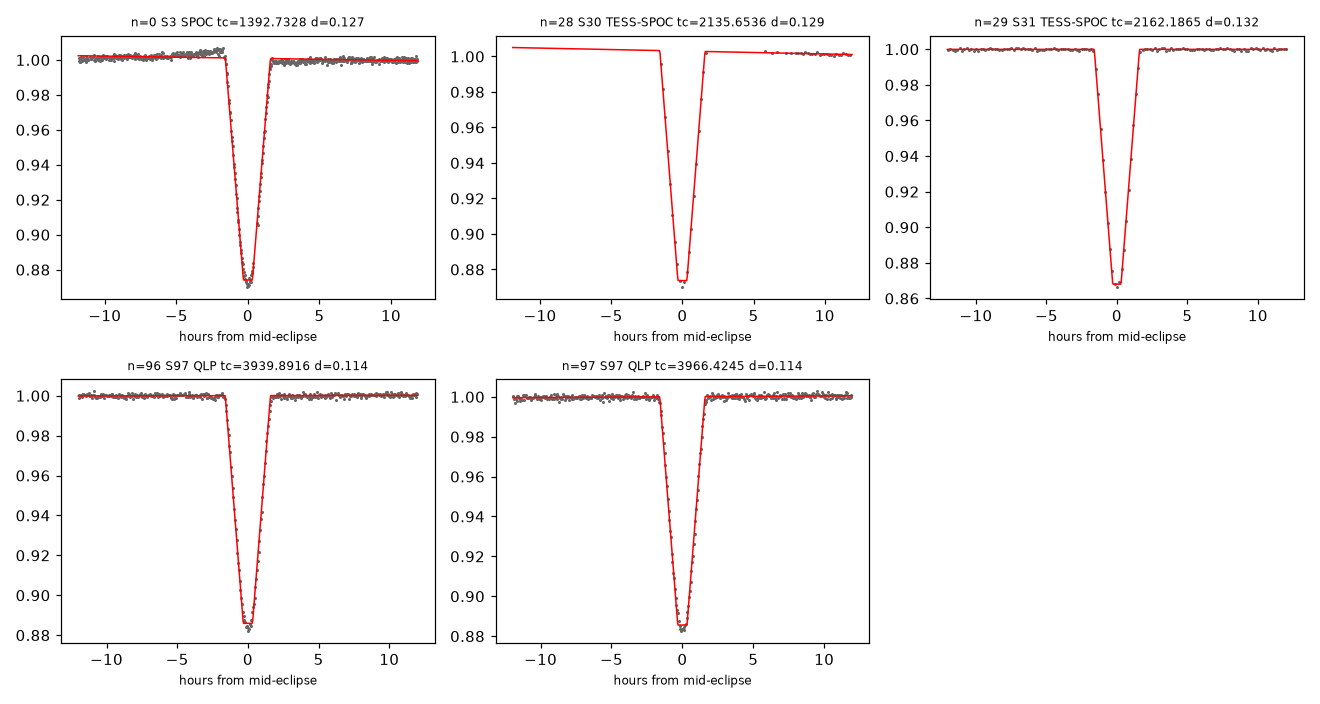 n=0 S3 SPOC tc=1392.7328 d=0.127
1.00
0.98
0.96
0.94
0.92
0.90
0.88
−10 −5 0 5 10
hours from mid-eclipse
n=28 S30 TESS-SPOC tc=2135.6536 d=0.129
1.00
0.98
0.96
0.94
0.92
0.90
0.88
−10 −5 0 5 10
hours from mid-eclipse
n=29 S31 TESS-SPOC tc=2162.1865 d=0.132
1.00
0.98
0.96
0.94
0.92
0.90
0.88
0.86
−10 −5 0 5 10
hours from mid-eclipse
n=96 S97 QLP tc=3939.8916 d=0.114
1.00
0.98
0.96
0.94
0.92
0.90
0.88
−10 −5 0 5 10
hours from mid-eclipse
n=97 S97 QLP tc=3966.4245 d=0.114
1.00
0.98
0.96
0.94
0.92
0.90
0.88
−10 −5 0 5 10
hours from mid-eclipse